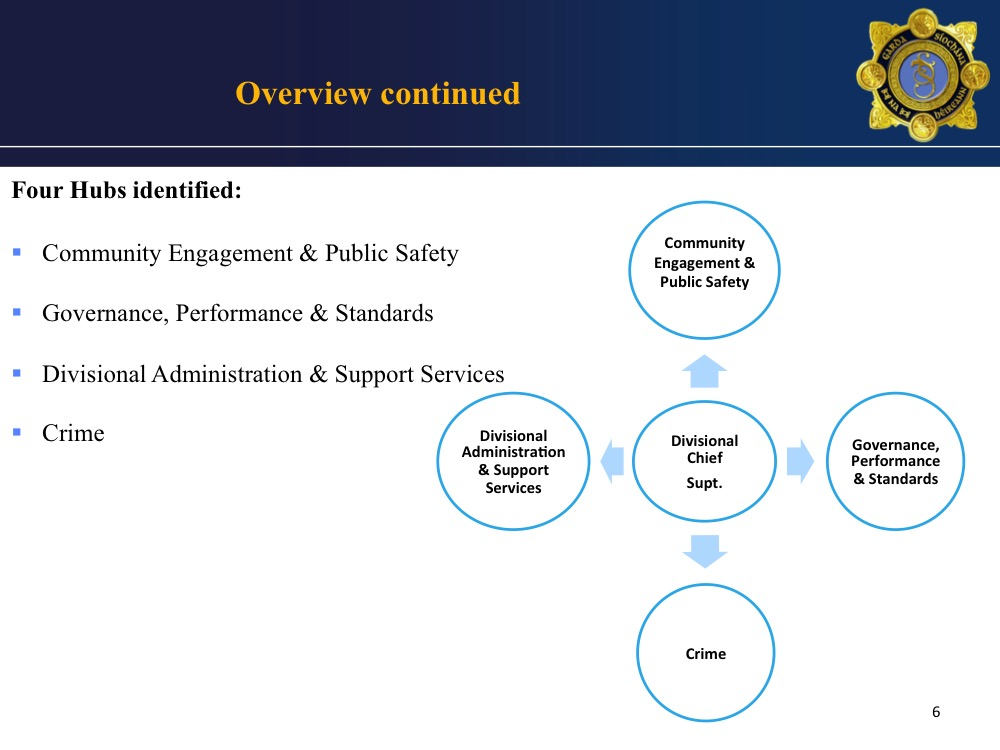 Overview continued
GARDA SÍOCHÁNA
NA HÉIREANN
Four Hubs identified:
▪ Community Engagement & Public Safety
▪ Governance, Performance & Standards
▪ Divisional Administration & Support Services
▪ Crime
Community
Engagement &
Public Safety
Divisional
Administration
& Support
Services
Divisional
Chief
Supt.
Governance,
Performance
& Standards
Crime
6